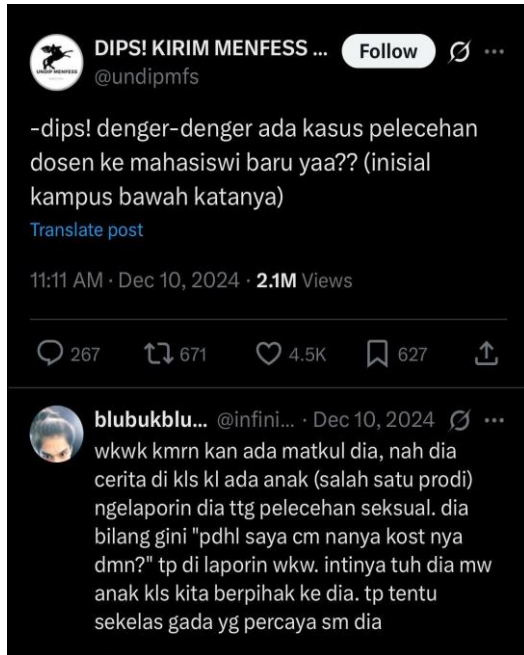 DIPS! KIRIM MENFESS ...
Follow
@undipmfs
UNDIP MENFESS
-dips! denger-denger ada kasus pelecehan
dosen ke mahasiswi baru yaa?? (inisial
kampus bawah katanya)
Translate post
11:11 AM · Dec 10, 2024 · 2.1M Views
267 671 4.5K 627
blubukblu... @infini... · Dec 10, 2024
wkwk kmrn kan ada matkul dia, nah dia
cerita di kls kl ada anak (salah satu prodi)
ngelaporin dia ttg pelecehan seksual. dia
bilang gini "pdhl saya cm nanya kost nya
dmn?" tp di laporin wkw. intinya tuh dia mw
anak kls kita berpihak ke dia. tp tentu
sekelas gada yg percaya sm dia